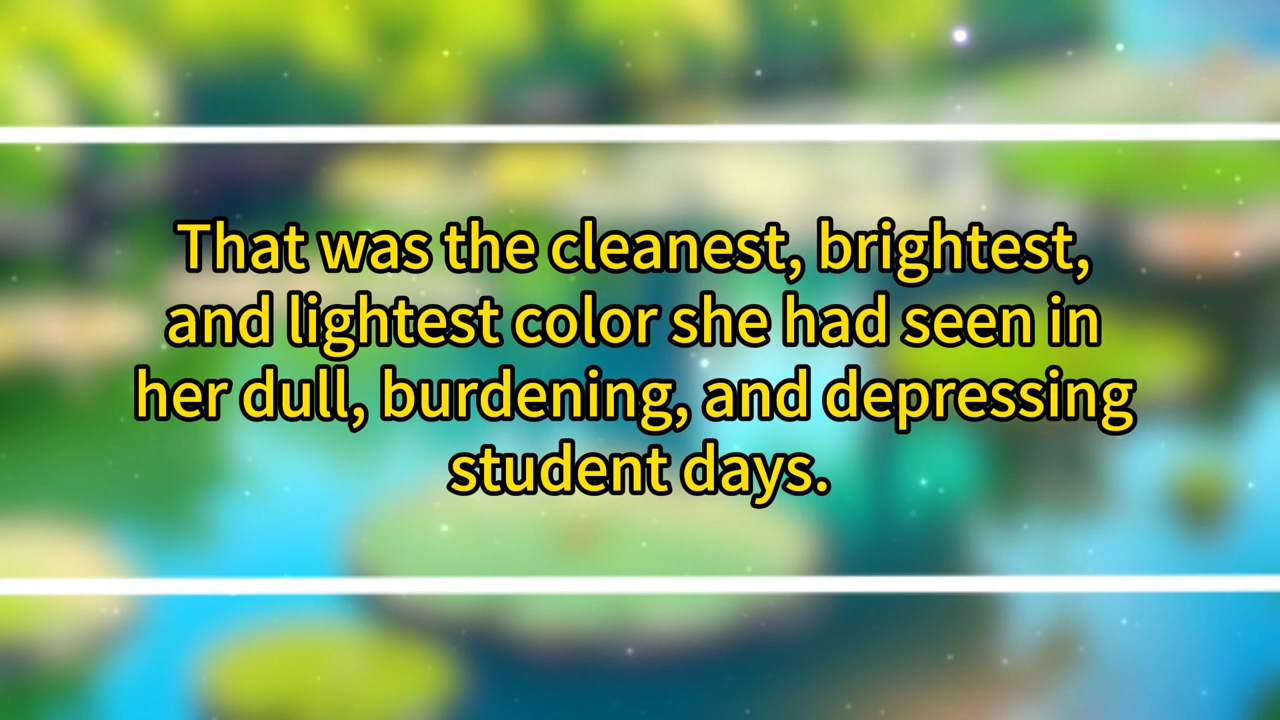 That was the cleanest, brightest,
and lightest color she had seen in
her dull, burdening, and depressing
student days.